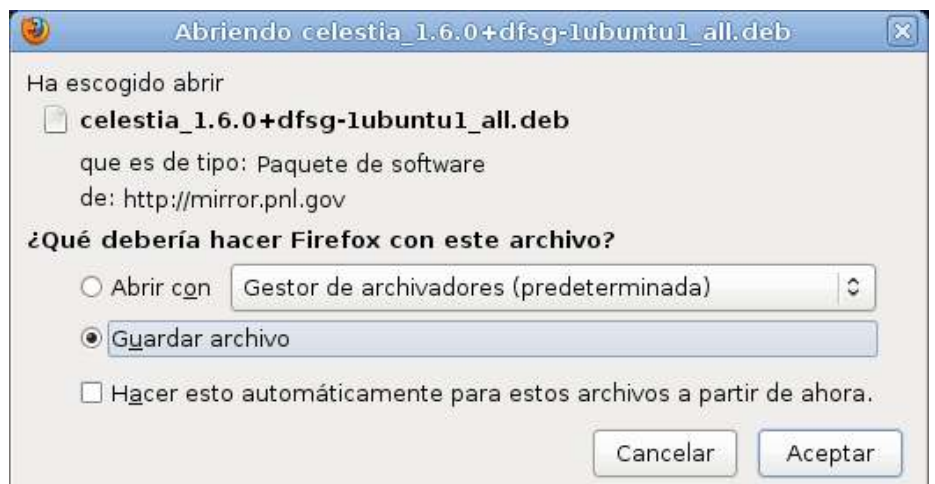 Abriendo celestia_1.6.0+dfsg-1ubuntu1_all.deb
Ha escogido abrir
celestia_1.6.0+dfsg-1ubuntu1_all.deb
que es de tipo: Paquete de software
de: http://mirror.pnl.gov
¿Qué debería hacer Firefox con este archivo?
Abrir con Gestor de archivadores (predeterminada)
Guardar archivo
Hacer esto automáticamente para estos archivos a partir de ahora.
Cancelar Aceptar